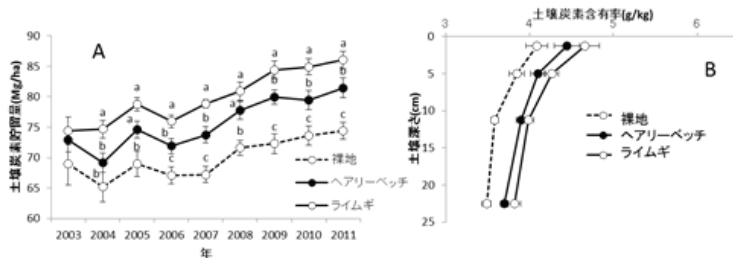 A
土壌炭素貯留量(Mg/ha)
90
85
80
75
70
65
60
a a a a a a a a
b b b b b b b
a a
b b c c b c c c
2003 2004 2005 2006 2007 2008 2009 2010 2011
年
裸地
ヘアリーベッチ
ライムギ
土壌炭素含有率(g/kg)
3 4 5 6
B
土壌深さ(cm)
0
5
10
15
20
25
裸地
ヘアリーベッチ
ライムギ